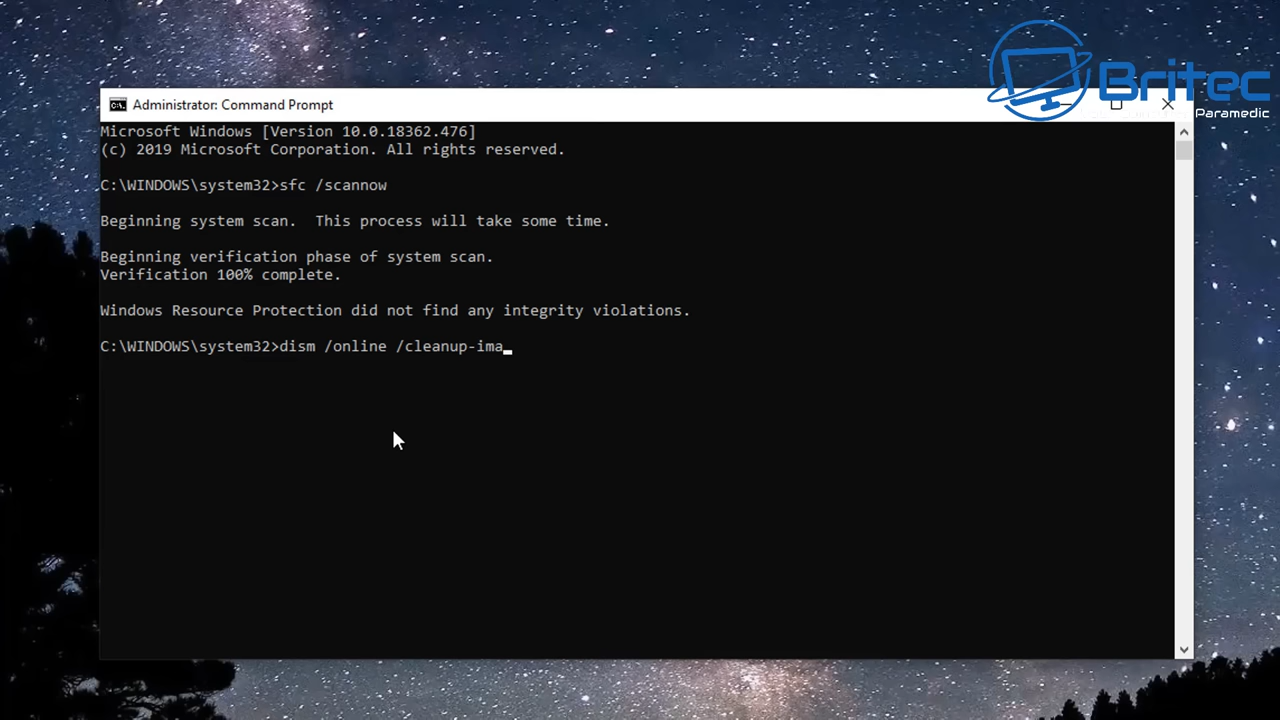 Britec
Paramedic
Administrator: Command Prompt
Microsoft Windows [Version 10.0.18362.476]
(c) 2019 Microsoft Corporation. All rights reserved.
C:\WINDOWS\system32>sfc /scannow
Beginning system scan.  This process will take some time.
Beginning verification phase of system scan.
Verification 100% complete.
Windows Resource Protection did not find any integrity violations.
C:\WINDOWS\system32>dism /online /cleanup-ima